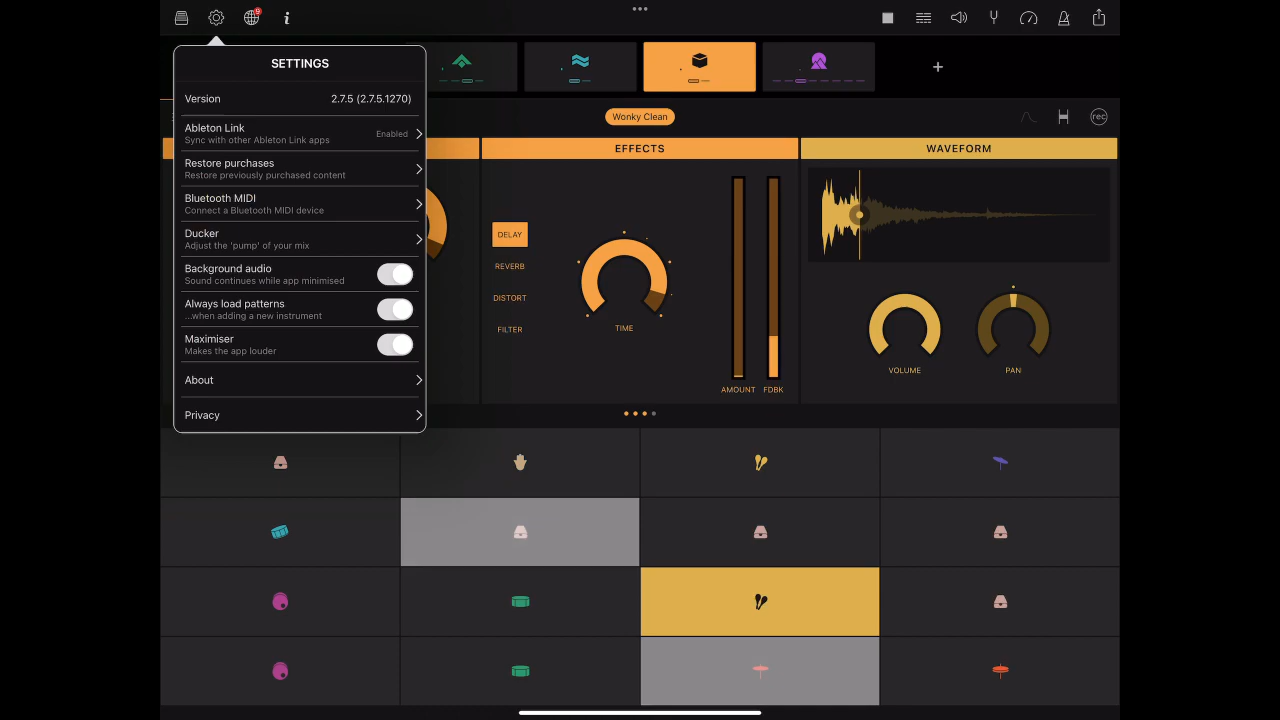 9
SETTINGS
Version 2.7.5 (2.7.5.1270)
Ableton Link
Sync with other Ableton Link apps
Enabled
Restore purchases
Restore previously purchased content
Bluetooth MIDI
Connect a Bluetooth MIDI device
Ducker
Adjust the 'pump' of your mix
Background audio
Sound continues while app minimised
Always load patterns
...when adding a new instrument
Maximiser
Makes the app louder
About
Privacy
Wonky Clean
rec
EFFECTS
DELAY
REVERB
DISTORT
FILTER
TIME
AMOUNT FDBK
WAVEFORM
VOLUME PAN